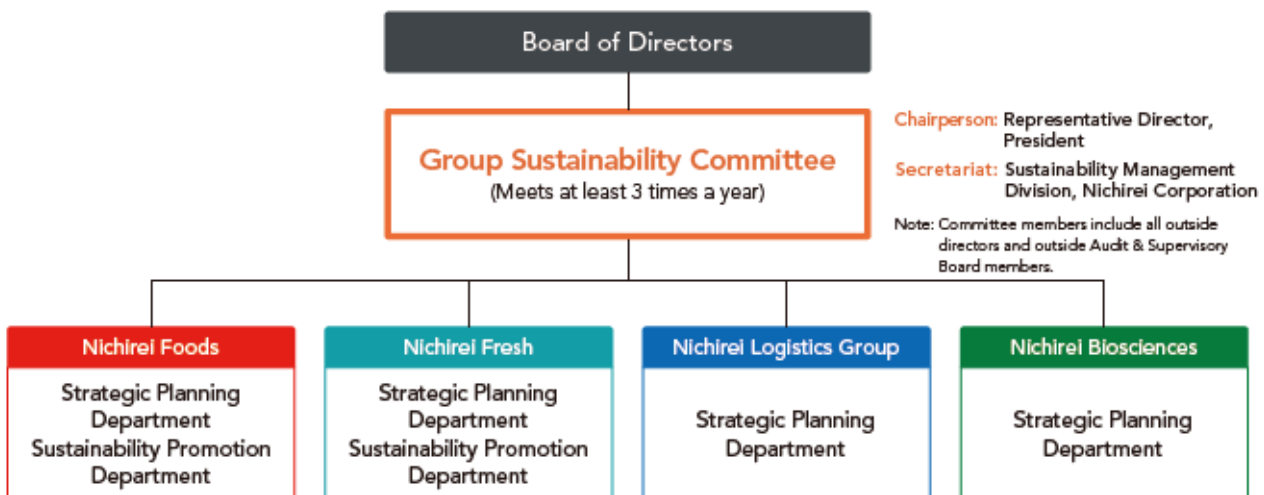 Board of Directors
Group Sustainability Committee
(Meets at least 3 times a year)
Chairperson: Representative Director,
President
Secretariat: Sustainability Management
Division, Nichirei Corporation
Note: Committee members include all outside
directors and outside Audit & Supervisory
Board members.
Nichirei Foods
Strategic Planning
Department
Sustainability Promotion
Department
Nichirei Fresh
Strategic Planning
Department
Sustainability Promotion
Department
Nichirei Logistics Group
Strategic Planning
Department
Nichirei Biosciences
Strategic Planning
Department